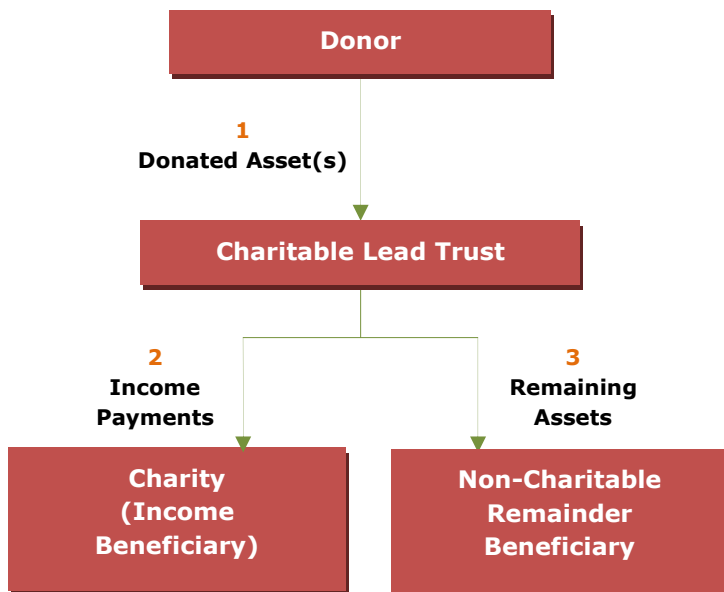 Donor
1
Donated Asset(s)
Charitable Lead Trust
2
Income
Payments
3
Remaining
Assets
Charity
(Income
Beneficiary)
Non-Charitable
Remainder
Beneficiary